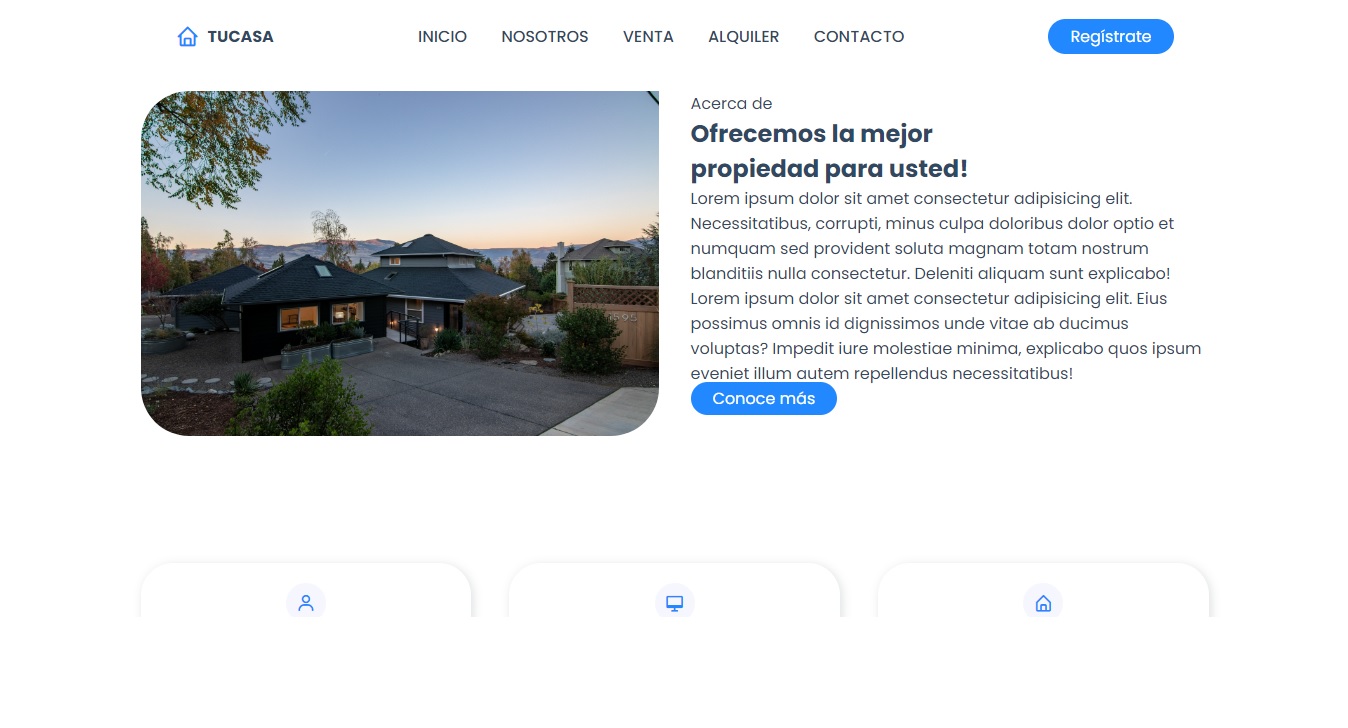 TUCASA
INICIO NOSOTROS VENTA ALQUILER CONTACTO
Regístrate
Acerca de
Ofrecemos la mejor
propiedad para usted!
Lorem ipsum dolor sit amet consectetur adipisicing elit.
Necessitatibus, corrupti, minus culpa doloribus dolor optio et
numquam sed provident soluta magnam totam nostrum
blanditiis nulla consectetur. Deleniti aliquam sunt explicabo!
Lorem ipsum dolor sit amet consectetur adipisicing elit. Eius
possimus omnis id dignissimos unde vitae ab ducimus
voluptas? Impedit iure molestiae minima, explicabo quos ipsum
eveniet illum autem repellendus necessitatibus!
Conoce más